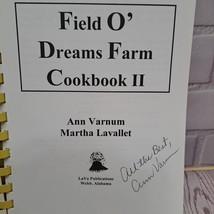 Field O'
Dreams Farm
Cookbook II
Ann Varnum
Martha Lavallet
LaVa Publications
Webb, Alabama
All the Best,
Ann Varnum